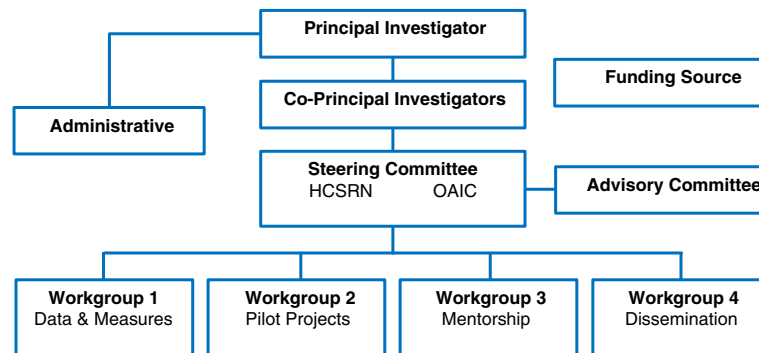 Principal Investigator
Funding Source
Co-Principal Investigators
Administrative
Steering Committee
HCSRN OAIC
Advisory Committee
Workgroup 1
Data & Measures
Workgroup 2
Pilot Projects
Workgroup 3
Mentorship
Workgroup 4
Dissemination